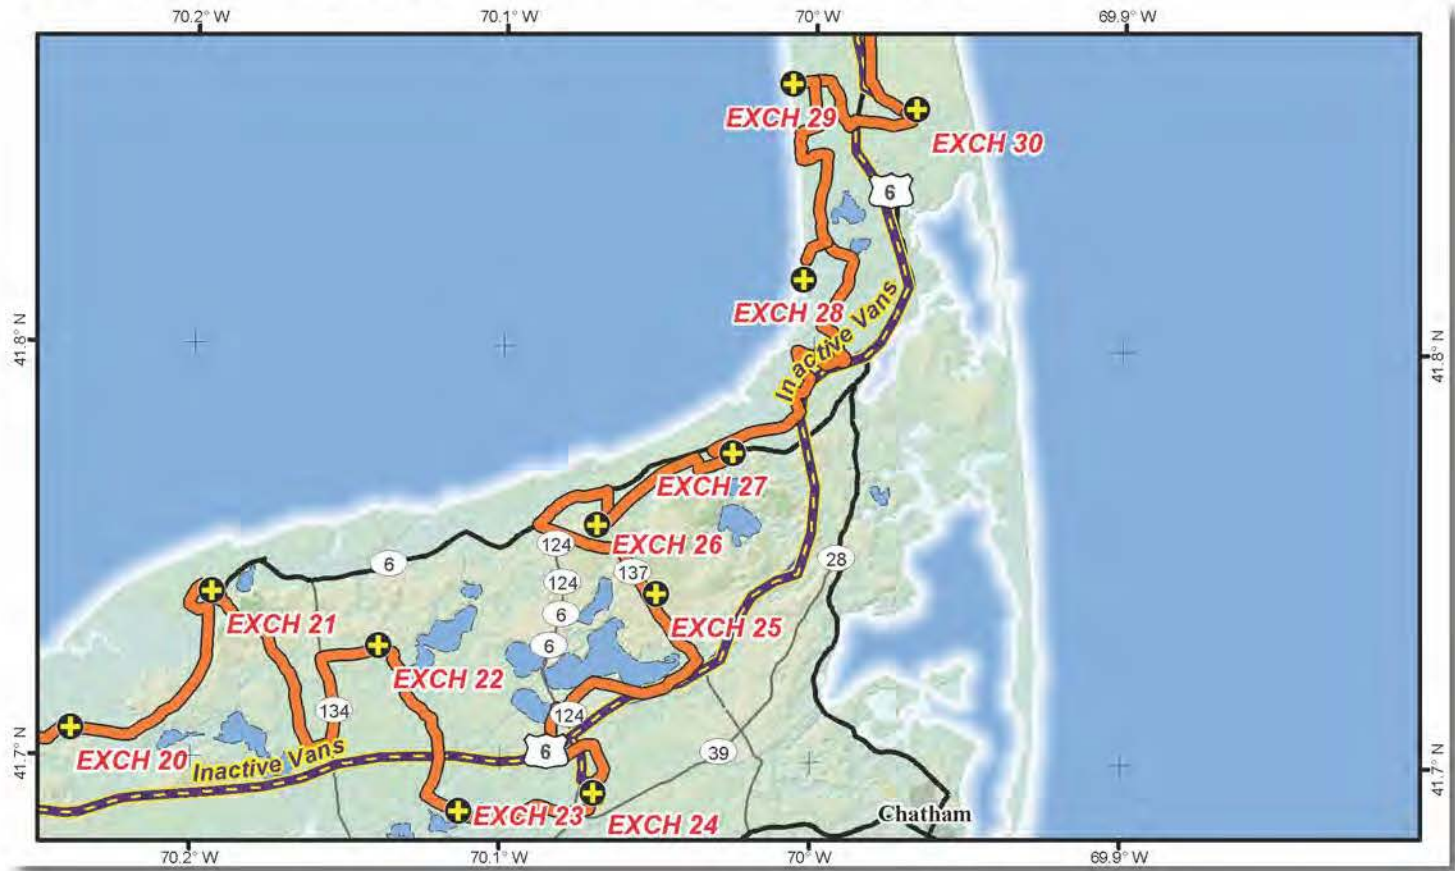 70.2° W
70.1° W
70° W
69.9° W
EXCH 29
EXCH 30
6
EXCH 28
Inactive Vans
41.8° N
41.8° N
EXCH 27
124
EXCH 26
28
6
137
124
6
EXCH 25
EXCH 21
6
EXCH 22
134
124
EXCH 20
Inactive Vans
6
39
41.7° N
41.7° N
EXCH 23
EXCH 24
Chatham
70.2° W
70.1° W
70° W
69.9° W